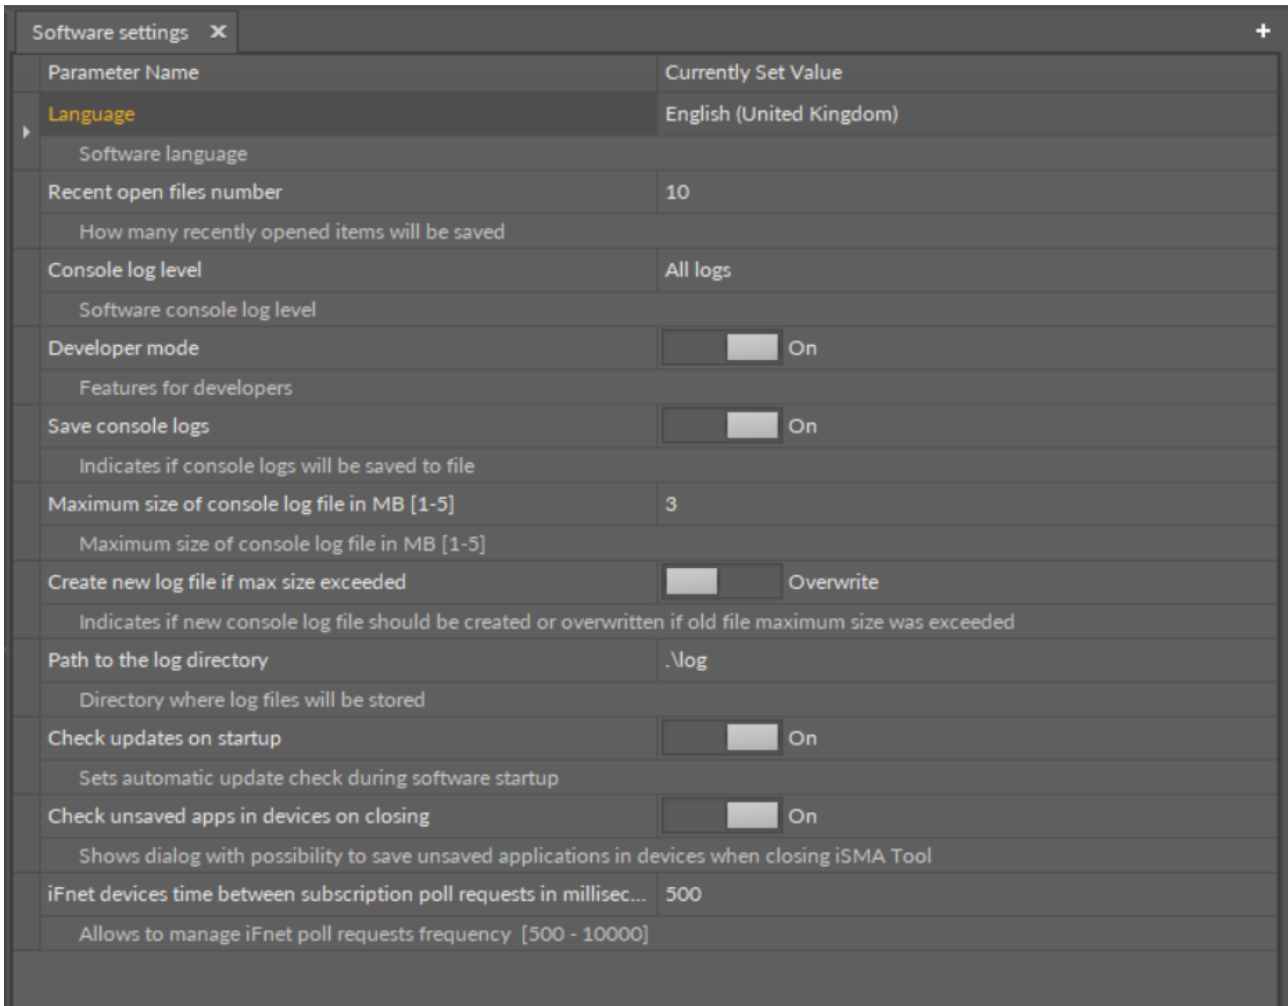 Software settings
Parameter Name Currently Set Value
Language English (United Kingdom)
Software language
Recent open files number 10
How many recently opened items will be saved
Console log level All logs
Software console log level
Developer mode On
Features for developers
Save console logs On
Indicates if console logs will be saved to file
Maximum size of console log file in MB [1-5] 3
Maximum size of console log file in MB [1-5]
Create new log file if max size exceeded Overwrite
Indicates if new console log file should be created or overwritten if old file maximum size was exceeded
Path to the log directory .\log
Directory where log files will be stored
Check updates on startup On
Sets automatic update check during software startup
Check unsaved apps in devices on closing On
Shows dialog with possibility to save unsaved applications in devices when closing iSMA Tool
iFnet devices time between subscription poll requests in millisec... 500
Allows to manage iFnet poll requests frequency [500 - 10000]